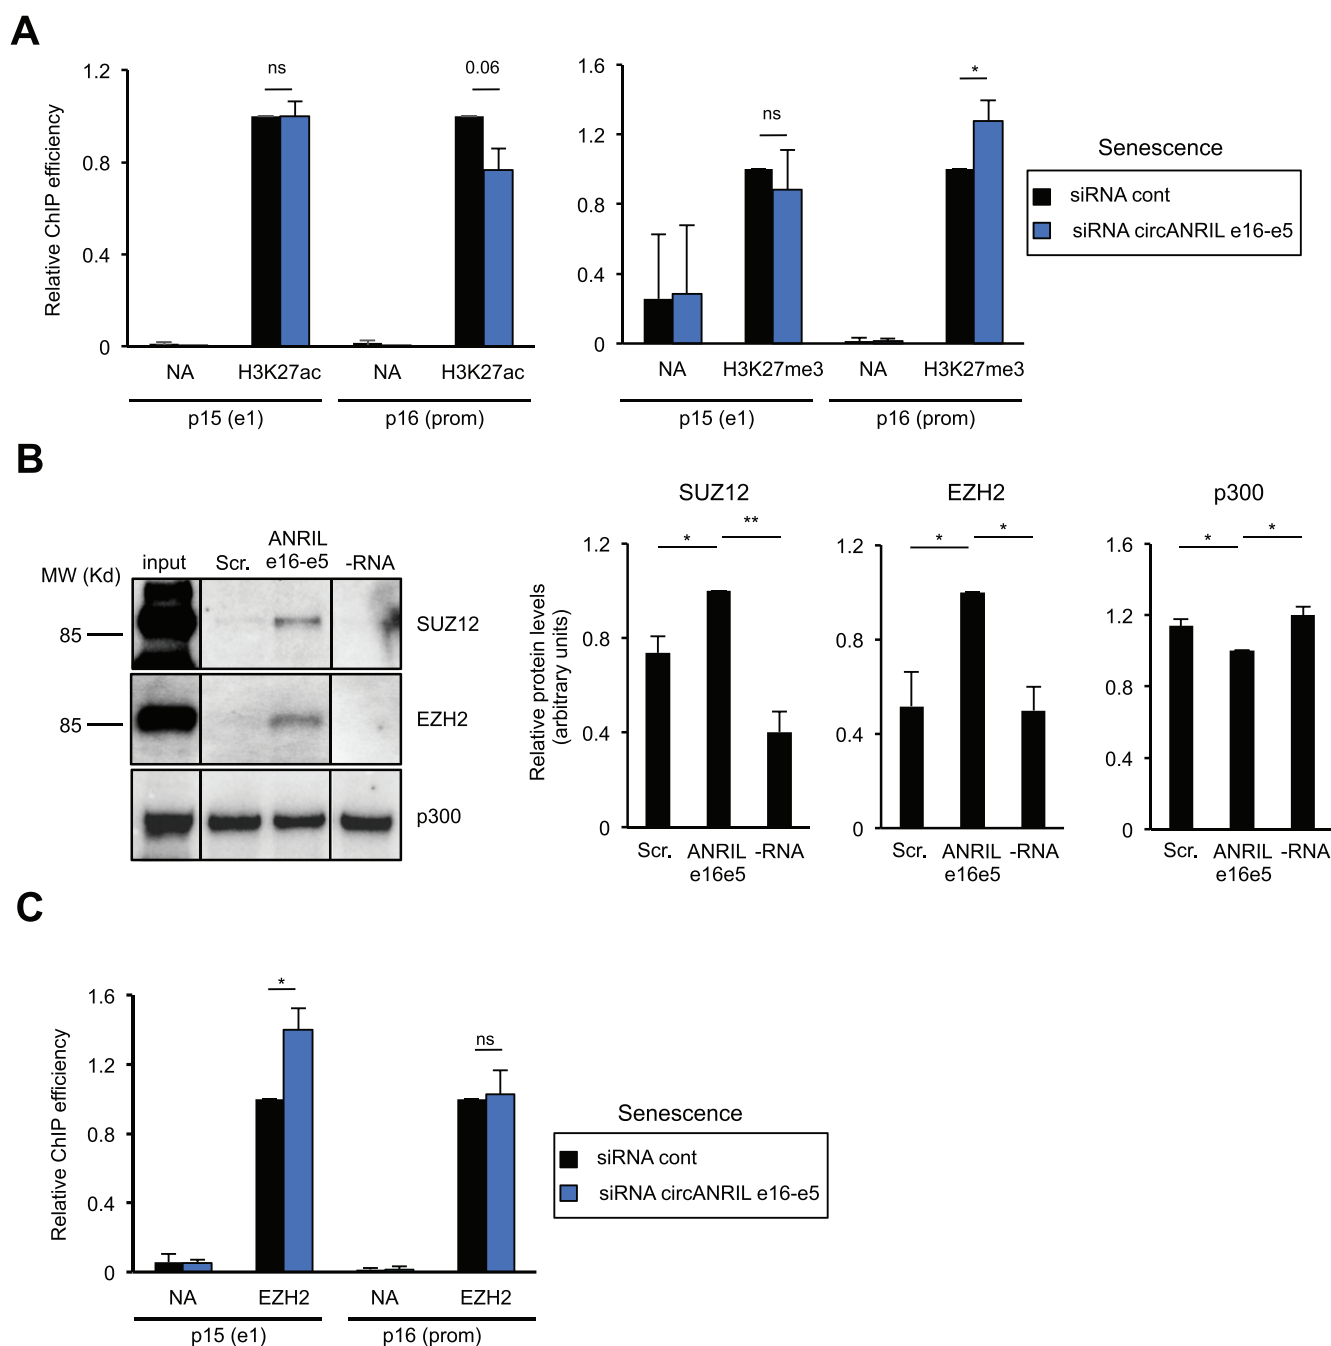 A
Relative ChIP efficiency
1.2
0.8
0.4
0
ns
0.06
NA
H3K27ac
NA
H3K27ac
p15 (e1)
p16 (prom)
1.6
1.2
0.8
0.4
0
ns
*
NA
H3K27me3
NA
H3K27me3
p15 (e1)
p16 (prom)
Senescence
siRNA cont
siRNA circANRIL e16-e5
B
MW (Kd)
input
Scr.
ANRIL
e16-e5
-RNA
85
SUZ12
85
EZH2
p300
Relative protein levels
(arbitrary units)
SUZ12
*
**
1.2
0.8
0.4
0
Scr.
ANRIL
e16e5
-RNA
EZH2
*
*
1.2
0.8
0.4
0
Scr.
ANRIL
e16e5
-RNA
p300
*
*
1.6
1.2
0.8
0.4
0
Scr.
ANRIL
e16e5
-RNA
C
Relative ChIP efficiency
1.6
1.2
0.8
0.4
0
*
ns
NA
EZH2
NA
EZH2
p15 (e1)
p16 (prom)
Senescence
siRNA cont
siRNA circANRIL e16-e5